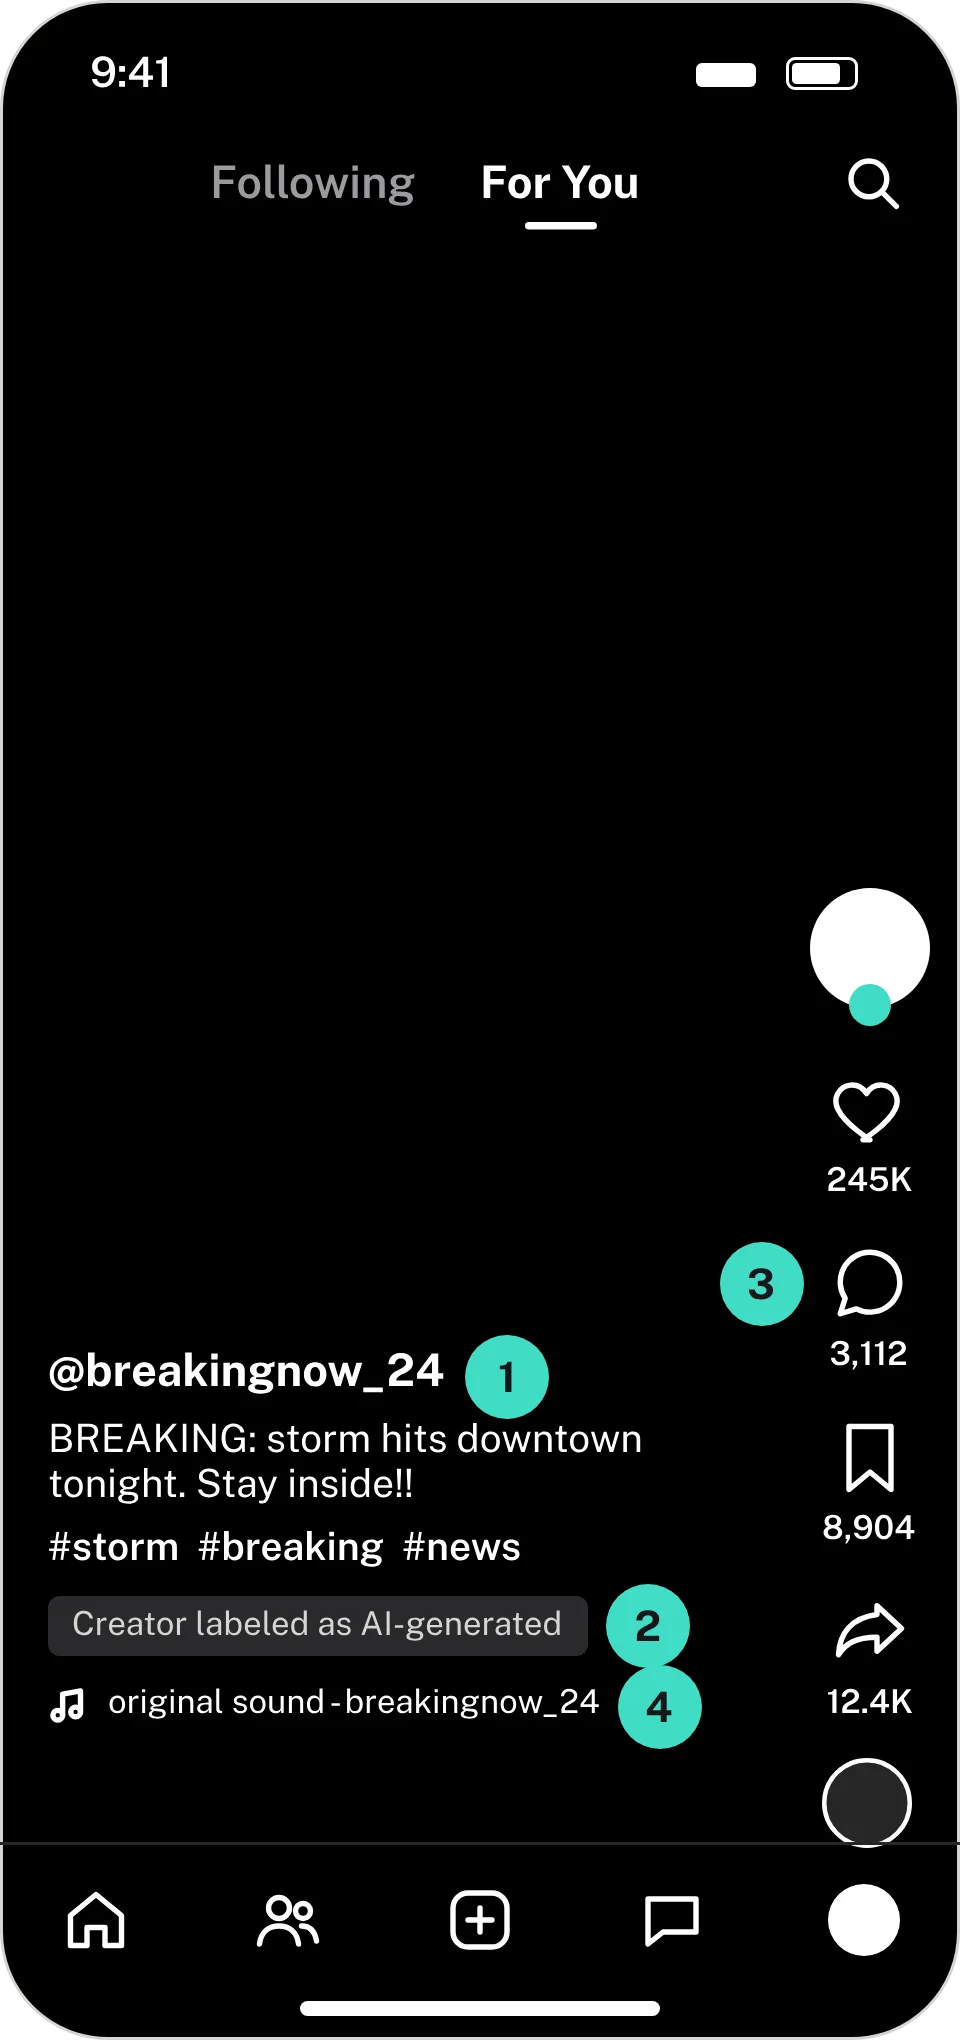 9:41
Following For You
245K
3
3,112
@breakingnow_24 1
BREAKING: storm hits downtown
tonight. Stay inside!!
8,904
#storm #breaking #news
Creator labeled as AI-generated 2
original sound - breakingnow_24 4
12.4K